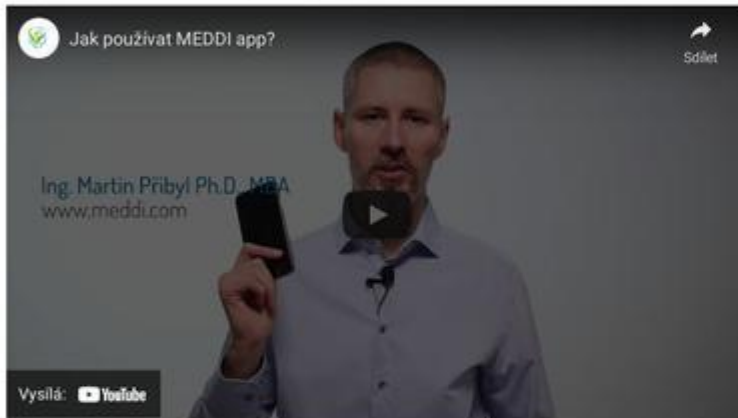 Jak používat MEDDI app?
Sdílet
Ing. Martin Přibyl Ph.D., MBA
www.meddi.com
Vysílá: YouTube